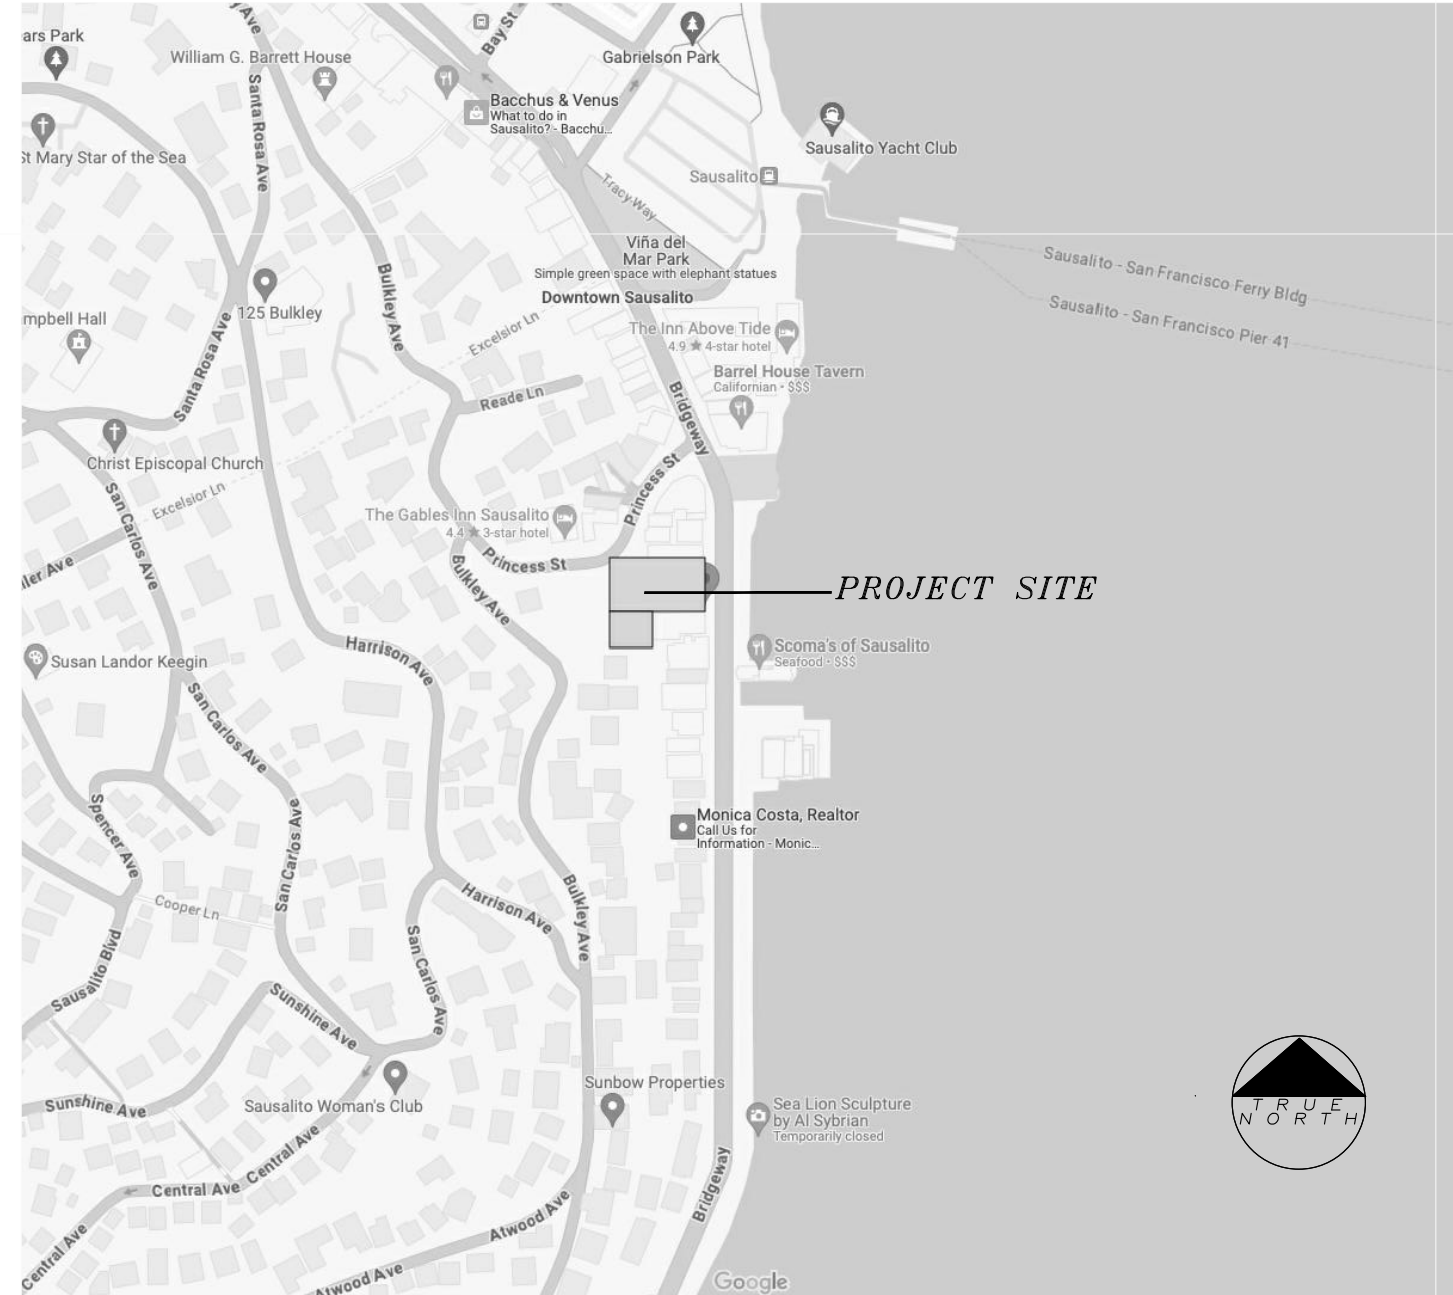 ars Park
William G. Barrett House
Santa Rosa Ave
St Mary Star of the Sea
Bay St
Gabrielson Park
Bacchus & Venus
What to do in
Sausalito? - Bacchu...
Sausalito Yacht Club
Sausalito
Tracy Way
Viña del
Mar Park
Simple green space with elephant statues
Downtown Sausalito
Sausalito - San Francisco Ferry Bldg
Sausalito - San Francisco Pier 41
125 Bulkley
Bulkley Ave
Excelsior Ln
mpbell Hall
Santa Rosa Ave
The Inn Above Tide
4.9 ★ 4-star hotel
Barrel House Tavern
Californian • $$$
Reade Ln
Bridgeway
Christ Episcopal Church
Excelsior Ln
San Carlos Ave
Princess St
The Gables Inn Sausalito
4.4 ★ 3-star hotel
Princess St
ler Ave
Bulkley Ave
PROJECT SITE
Harrison Ave
Susan Landor Keegin
Scoma's of Sausalito
Seafood • $$$
San Carlos Ave
Spencer Ave
San Carlos Ave
Monica Costa, Realtor
Call Us for
Information - Monic...
Cooper Ln
Harrison Ave
Bulkley Ave
Sausalito Blvd
San Carlos Ave
Sunshine Ave
Sunshine Ave
Sausalito Woman's Club
Sunbow Properties
Sea Lion Sculpture
by Al Sybrian
Temporarily closed
TRUE
NORTH
Central Ave
Central Ave
Central Ave
Bridgeway
Atwood Ave
Atwood Ave
Google